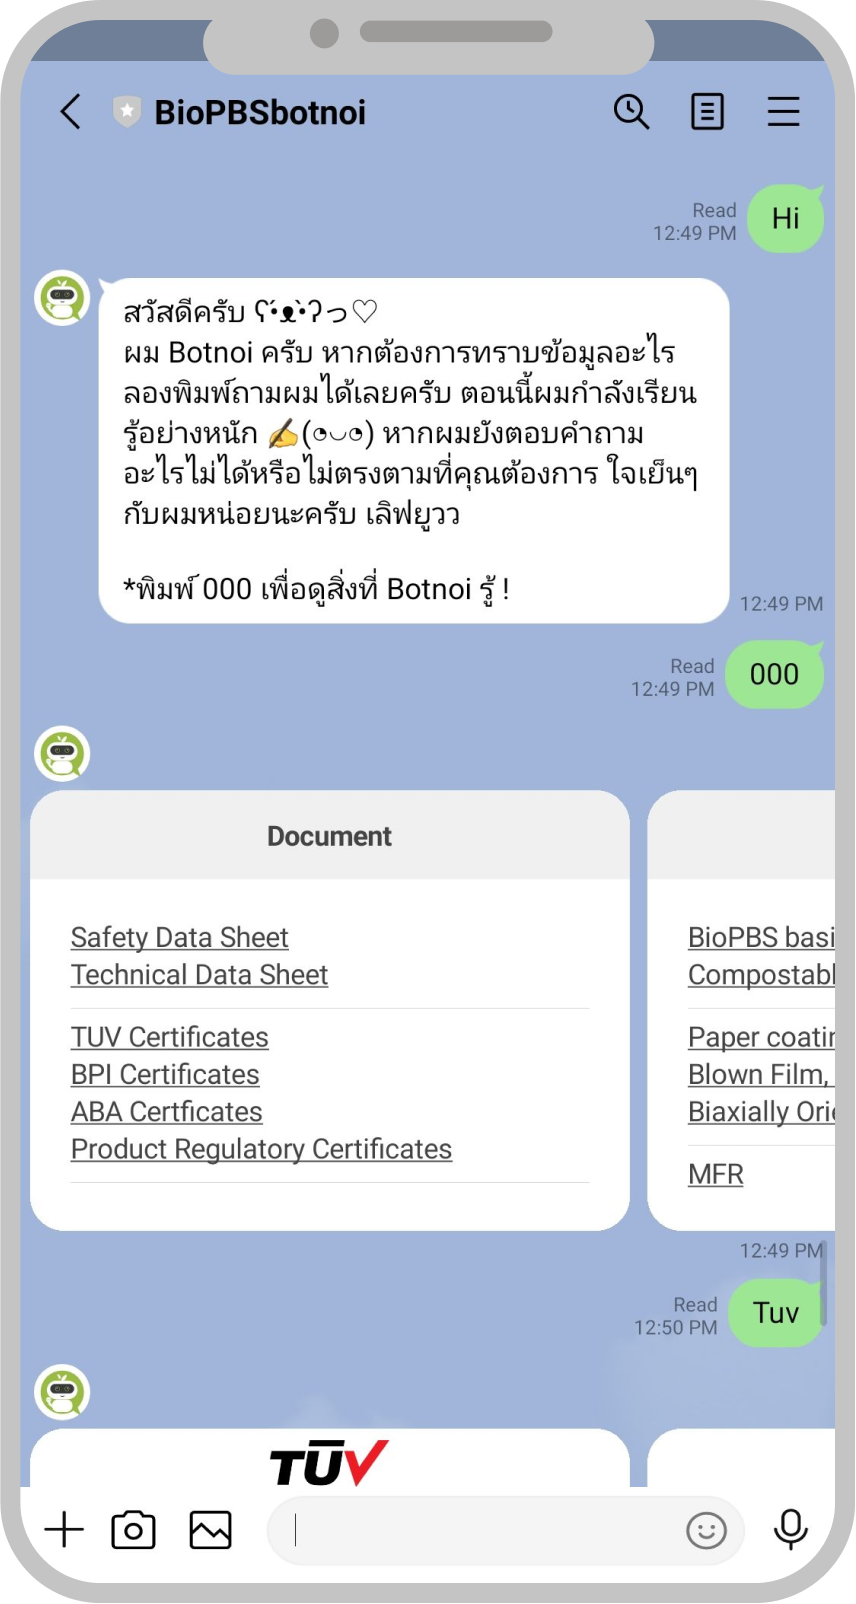 BioPBSbotnoi
Hi
Read
12:49 PM
สวัสดีครับ ʕ•́ᴥ•̀ʔっ♡
ผม Botnoi ครับ หากต้องการทราบข้อมูลอะไร
ลองพิมพ์ถามผมได้เลยครับ ตอนนี้ผมกำลังเรียน
รู้อย่างหนัก ✍️(◔◡◔) หากผมยังตอบคำถาม
อะไรไม่ได้หรือไม่ตรงตามที่คุณต้องการ ใจเย็นๆ
กับผมหน่อยนะครับ เลิฟยูวว
*พิมพ์ 000 เพื่อดูสิ่งที่ Botnoi รู้ !
12:49 PM
Read
12:49 PM
000
Document
Safety Data Sheet
Technical Data Sheet
TUV Certificates
BPI Certificates
ABA Certficates
Product Regulatory Certificates
BioPBS basi
Compostabl
Paper coatin
Blown Film,
Biaxially Orie
MFR
12:49 PM
Read
12:50 PM
Tuv
TÜV